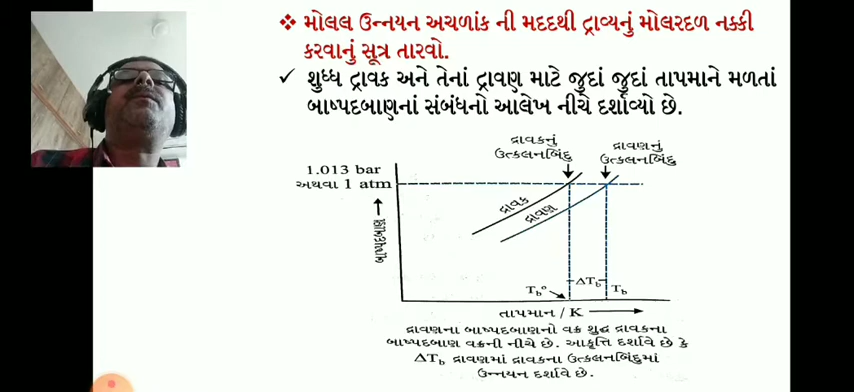 ❖ મોલલ ઉન્નયન અચળાંક ની મદદથી દ્રાવ્યનું મોલરદળ નક્કી
કરવાનું સૂત્ર તારવો.
✓ શુધ્ધ દ્રાવક અને તેનાં દ્રાવણ માટે જુદાં જુદાં તાપમાને મળતાં
બાષ્પદબાણનાં સંબંધનો આલેખ નીચે દર્શાવ્યો છે.
દ્રાવકનું
ઉત્કલનબિંદુ
દ્રાવણનું
ઉત્કલનબિંદુ
1.013 bar
અથવા 1 atm
દ્રાવક
દ્રાવણ
બાષ્પદબાણ
ΔTb
Tb°
Tb
તાપમાન / K
દ્રાવણના બાષ્પદબાણનો વક્ર શુદ્ધ દ્રાવકના
બાષ્પદબાણ વક્રની નીચે છે. આકૃતિ દર્શાવે છે કે
ΔTb દ્રાવણમાં દ્રાવકના ઉત્કલનબિંદુમાં
ઉન્નયન દર્શાવે છે.